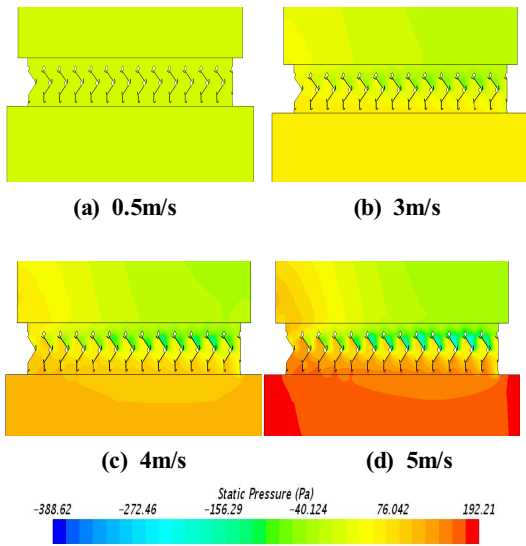 (a) 0.5m/s
(b) 3m/s
(c) 4m/s
(d) 5m/s
Static Pressure (Pa)
-388.62 -272.46 -156.29 -40.124 76.042 192.21